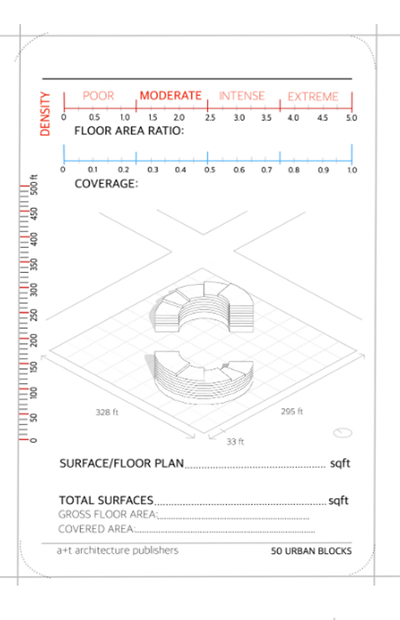 DENSITY
POOR MODERATE INTENSE EXTREME
0 0.5 1.0 1.5 2.0 2.5 3.0 3.5 4.0 4.5 5.0
FLOOR AREA RATIO:
0 0.1 0.2 0.3 0.4 0.5 0.6 0.7 0.8 0.9 1.0
COVERAGE:
500 ft
450
400
350
300
250
200
150
100
50
0
328 ft
295 ft
33 ft
SURFACE/FLOOR PLAN sqft
TOTAL SURFACES sqft
GROSS FLOOR AREA:
COVERED AREA:
a+t architecture publishers 50 URBAN BLOCKS